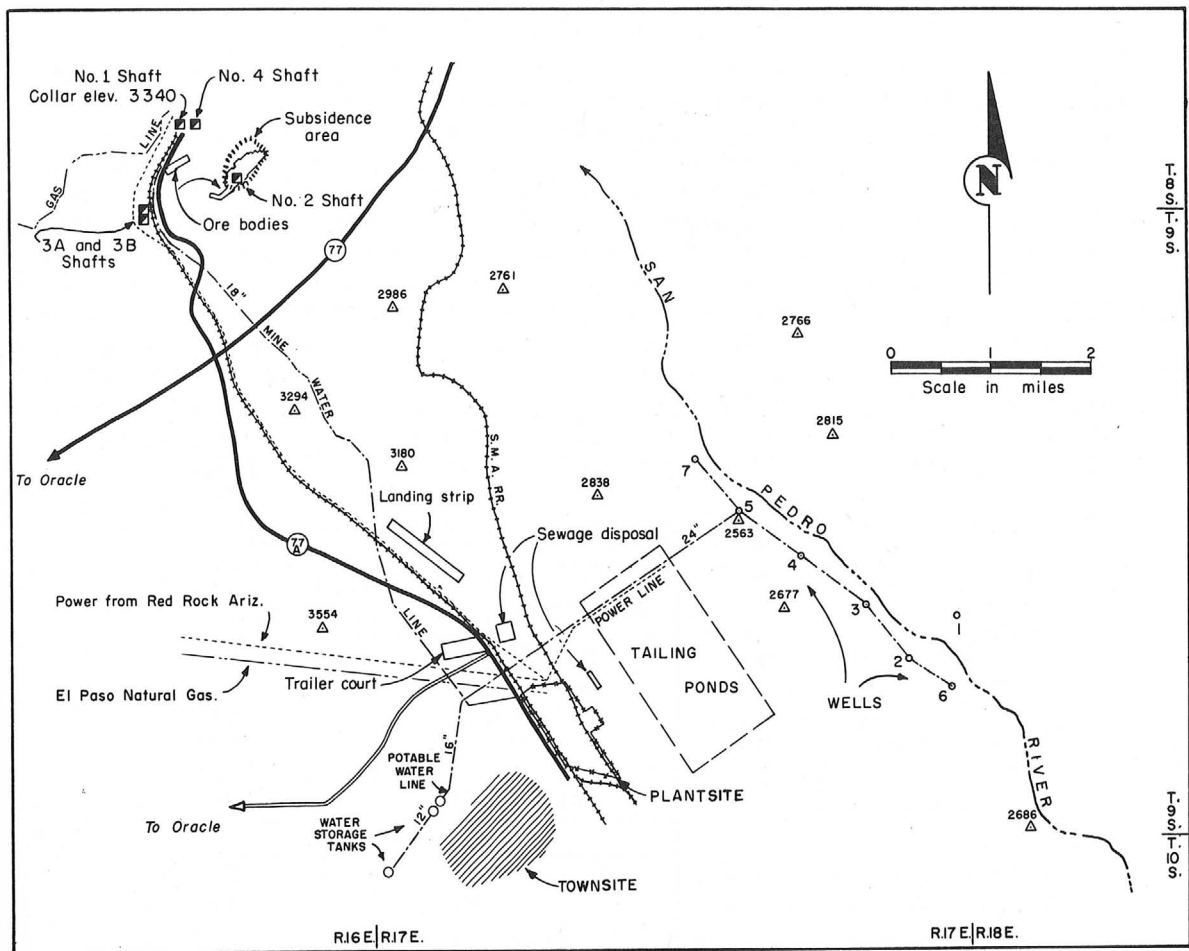 No. 1 Shaft
Collar elev. 3340
No. 4 Shaft
Subsidence
area
LINE
GAS
No. 2 Shaft
Ore bodies
3A and 3B
Shafts
77
N
T.
8
S.
T.
9
S.
18"
MINE
WATER
LINE
2986
2761
SAN
2766
0 1 2
Scale in miles
3294
2815
To Oracle
3180
S.M.A. RR.
2838
7
PEDRO
Landing strip
Sewage disposal
24"
5
2563
77
A
4
Power from Red Rock Ariz.
POWER LINE
3554
2677
3
1
TAILING
PONDS
2
Trailer court
El Paso Natural Gas.
WELLS
6
16"
RIVER
POTABLE
WATER
LINE
PLANTSITE
12"
To Oracle
WATER
STORAGE
TANKS
2686
T.
9
S.
T.
10
S.
TOWNSITE
R.16 E. R.17 E.
R.17 E. R.18 E.